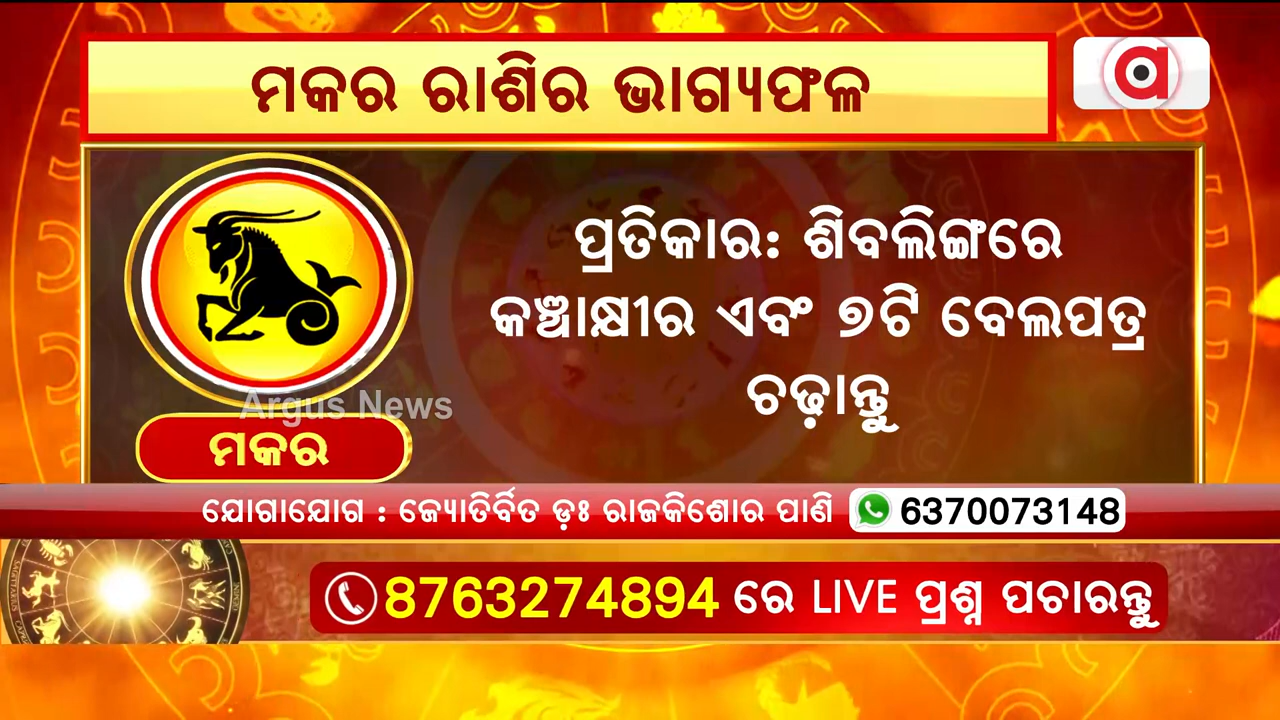 ମକର ରାଶିର ଭାଗ୍ୟଫଳ
a
ପ୍ରତିକାର: ଶିବଲିଙ୍ଗରେ
କଞ୍ଚାକ୍ଷୀର ଏବଂ ୭ଟି ବେଲପତ୍ର
ଚଢ଼ାନ୍ତୁ
Argus News
ମକର
ଯୋଗାଯୋଗ : ଜ୍ୟୋତିର୍ବିତ ଡ଼ଃ ରାଜକିଶୋର ପାଣି 6370073148
8763274894 ରେ LIVE ପ୍ରଶ୍ନ ପଚାରନ୍ତୁ